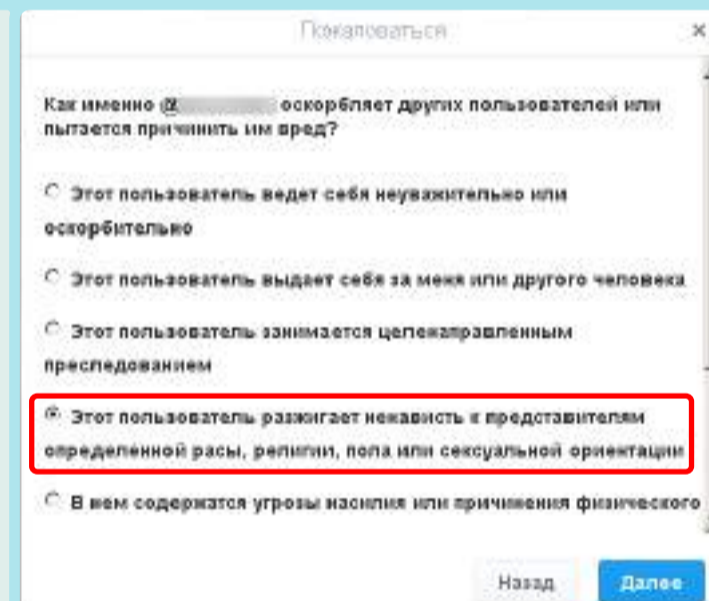 Пожаловаться ×
Как именно @ оскорбляет других пользователей или
пытается причинить им вред?
Этот пользователь ведет себя неуважительно или
оскорбительно
Этот пользователь выдает себя за меня или другого человека
Этот пользователь занимается целенаправленным
преследованием
Этот пользователь разжигает ненависть к представителям
определенной расы, религии, пола или сексуальной ориентации
В нем содержатся угрозы насилия или причинения физического
Назад Далее